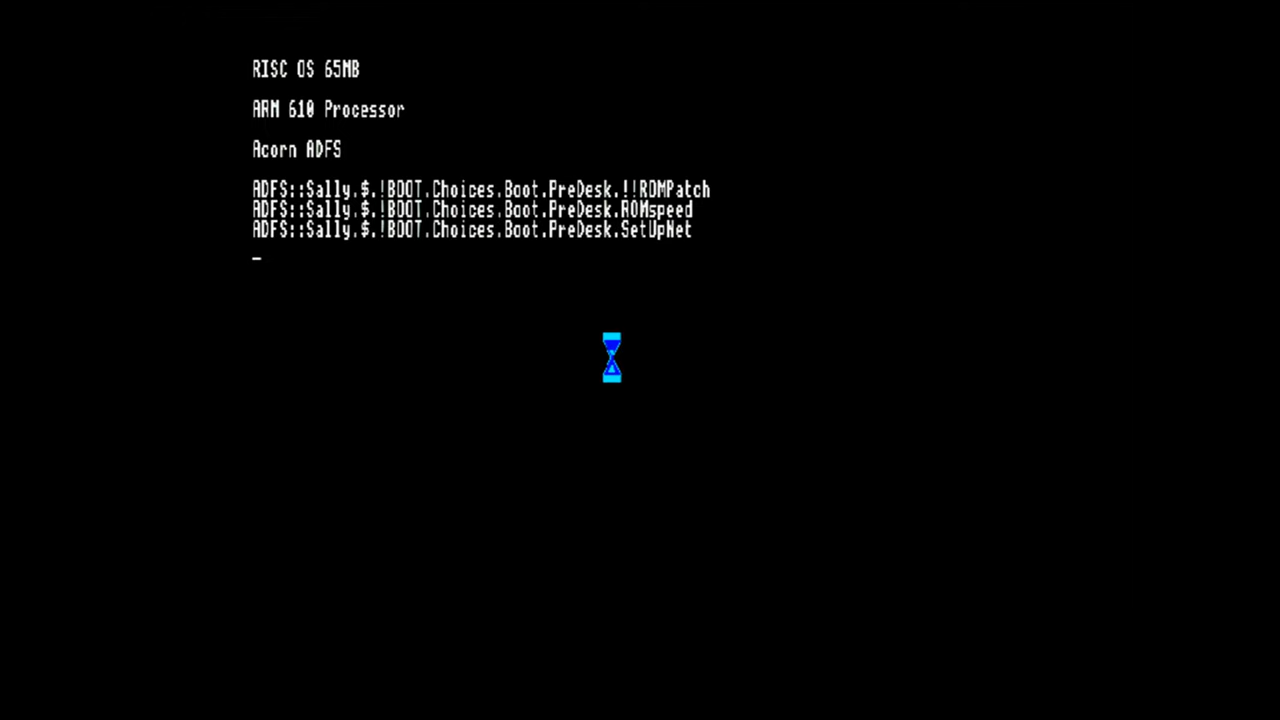 RISC OS 65MB
ARM 610 Processor
Acorn ADFS
ADFS::Sally.$.!BOOT.Choices.Boot.PreDesk.!!ROMPatch
ADFS::Sally.$.!BOOT.Choices.Boot.PreDesk.ROMspeed
ADFS::Sally.$.!BOOT.Choices.Boot.PreDesk.SetUpNet